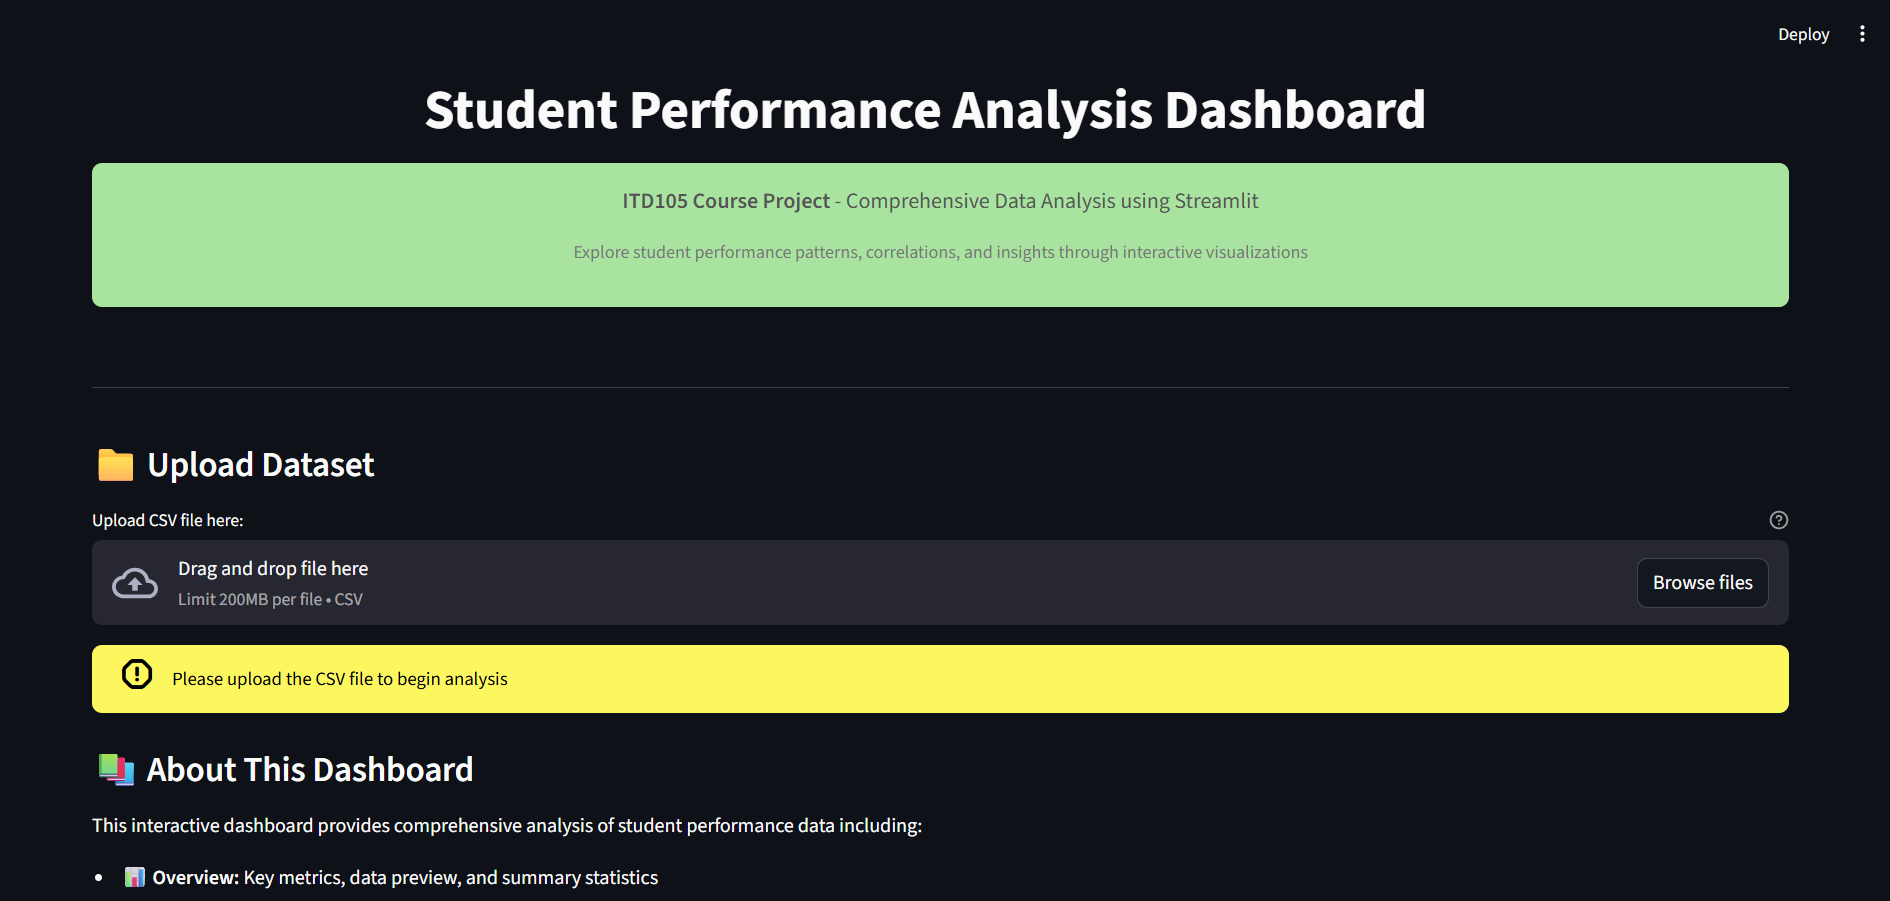 Deploy
Student Performance Analysis Dashboard
ITD105 Course Project - Comprehensive Data Analysis using Streamlit
Explore student performance patterns, correlations, and insights through interactive visualizations
Upload Dataset
Upload CSV file here:
Drag and drop file here
Limit 200MB per file • CSV
Browse files
Please upload the CSV file to begin analysis
About This Dashboard
This interactive dashboard provides comprehensive analysis of student performance data including:
• Overview: Key metrics, data preview, and summary statistics